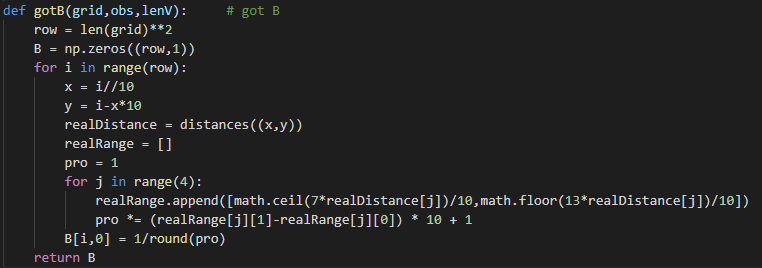 def gotB(grid,obs,lenV):     # got B
    row = len(grid)**2
    B = np.zeros((row,1))
    for i in range(row):
        x = i//10
        y = i-x*10
        realDistance = distances((x,y))
        realRange = []
        pro = 1
        for j in range(4):
            realRange.append([math.ceil(7*realDistance[j])/10,math.floor(13*realDistance[j])/10])
            pro *= (realRange[j][1]-realRange[j][0]) * 10 + 1
        B[i,0] = 1/round(pro)
    return B